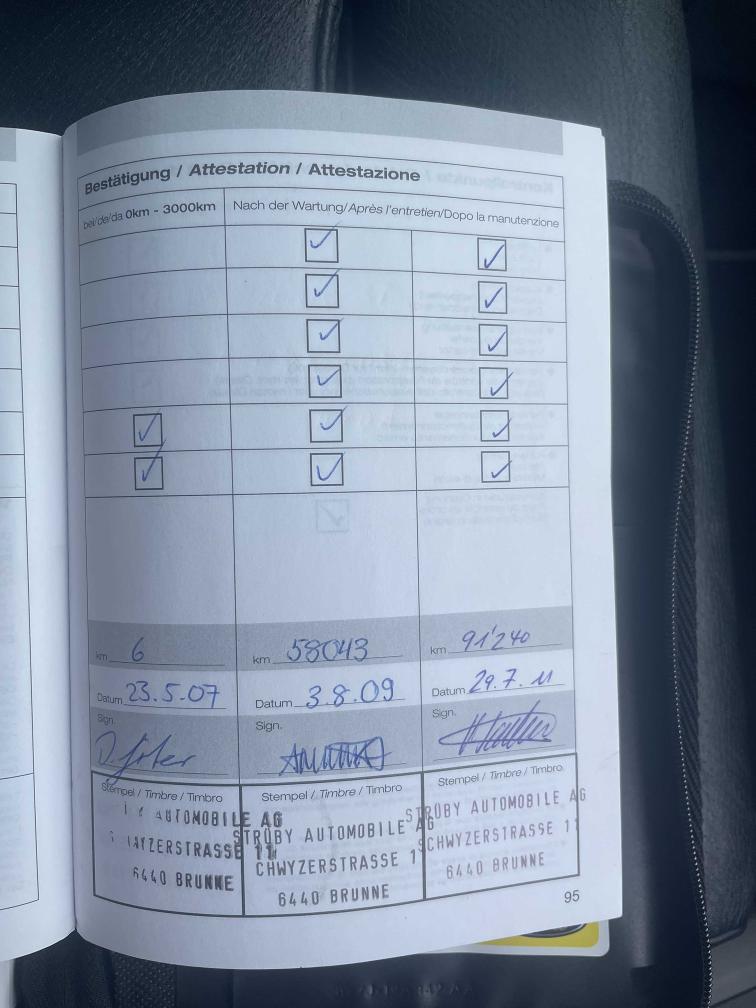 Bestätigung / Attestation / Attestazione
bei/de/da 0km - 3000km
Nach der Wartung/Après l'entretien/Dopo la manutenzione
km 6
km 58043
km 91'240
Datum 23.5.07
Datum 3.8.09
Datum 29.7.11
Sign.
Sign.
Sign.
Stempel / Timbre / Timbro
Stempel / Timbre / Timbro
Stempel / Timbre / Timbro
AUTOMOBILE AG
11
6440 BRUNNE
STRÜBY AUTOMOBILE AG
CHWYZERSTRASSE 1
6440 BRUNNE
STRÜBY AUTOMOBILE AG
SCHWYZERSTRASSE 11
6440 BRUNNE
95